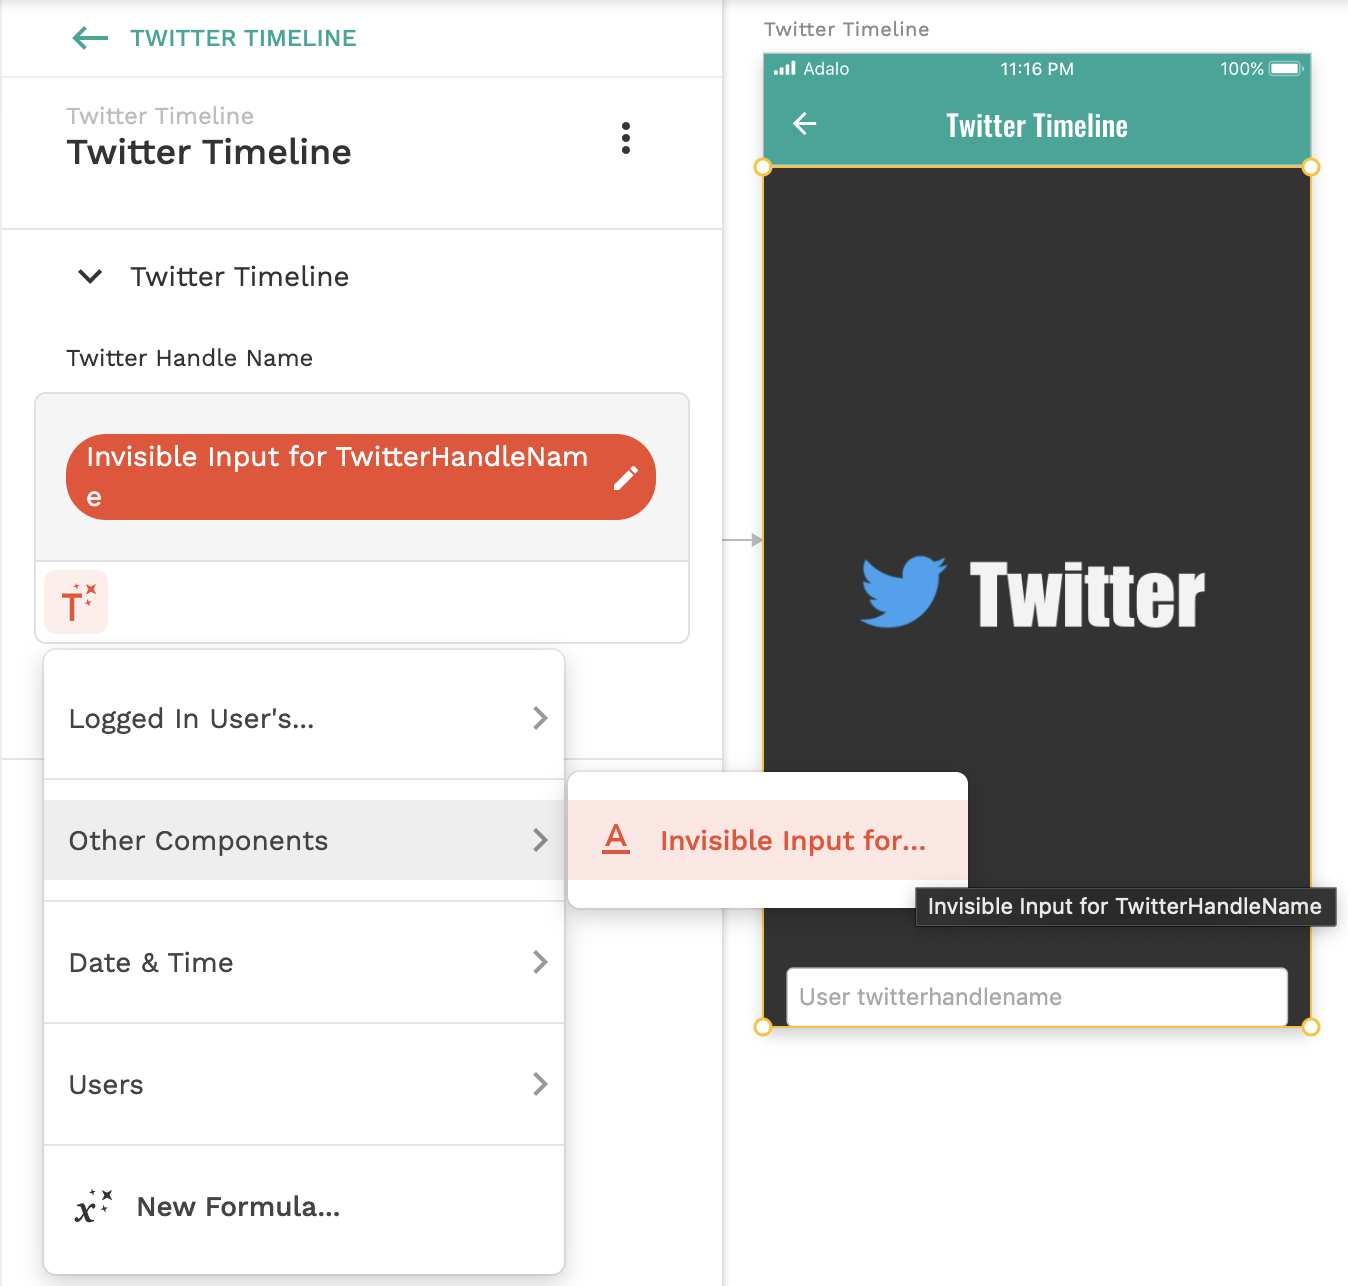 TWITTER TIMELINE
Twitter Timeline
Twitter Timeline
Twitter Timeline
Twitter Handle Name
Invisible Input for TwitterHandleNam
e
T
Logged In User's...
Other Components
Date & Time
Users
x New Formula...
A Invisible Input for...
Invisible Input for TwitterHandleName
Twitter Timeline
Adalo 11:16 PM 100%
Twitter Timeline
Twitter
User twitterhandlename